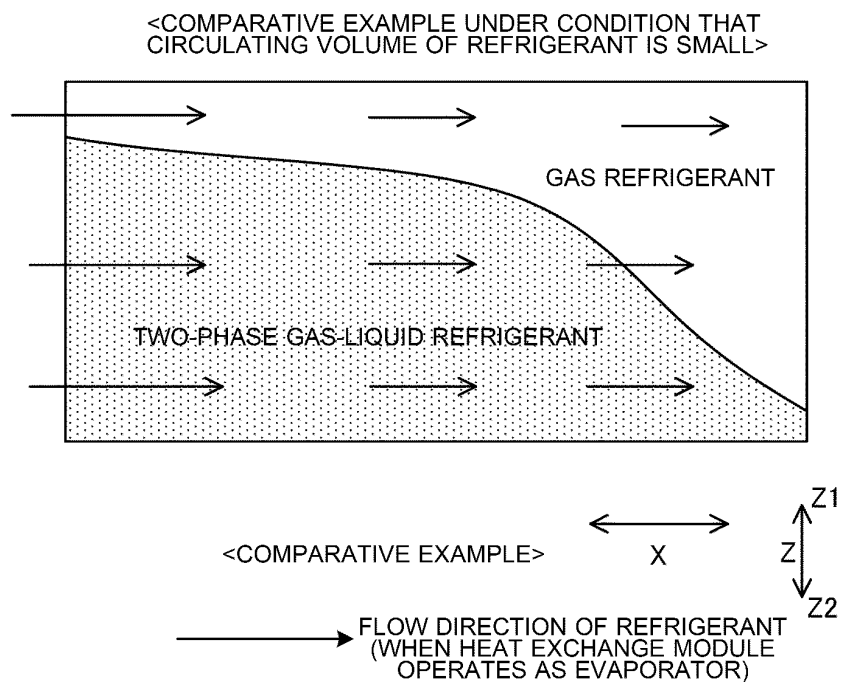 <COMPARATIVE EXAMPLE UNDER CONDITION THAT
CIRCULATING VOLUME OF REFRIGERANT IS SMALL>
GAS REFRIGERANT
TWO-PHASE GAS-LIQUID REFRIGERANT
Z1
<COMPARATIVE EXAMPLE>
X
Z
Z2
FLOW DIRECTION OF REFRIGERANT
(WHEN HEAT EXCHANGE MODULE
OPERATES AS EVAPORATOR)